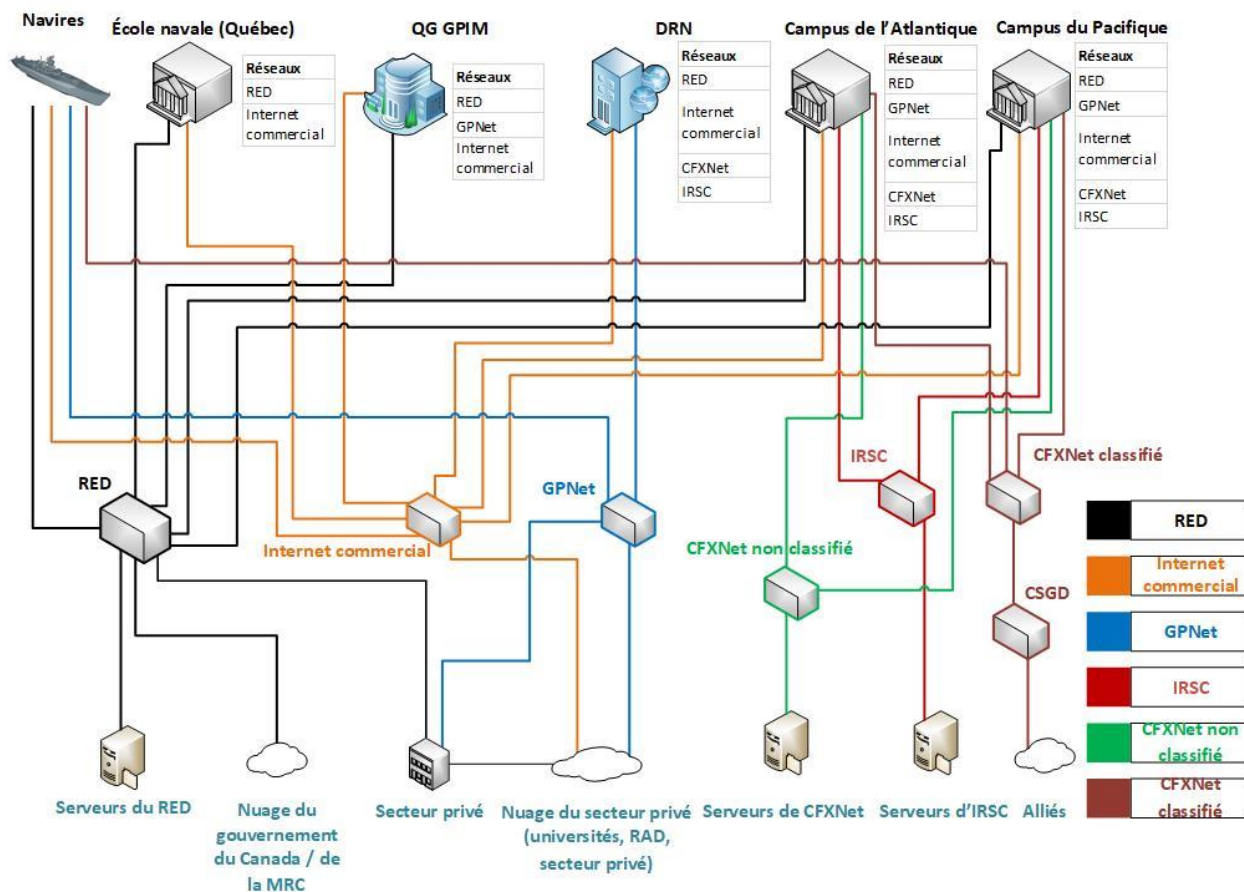 Navires
École navale (Québec)
Réseaux
RED
Internet
commercial
QG GPIM
Réseaux
RED
GPNet
Internet
commercial
DRN
Réseaux
RED
Internet
commercial
CFXNet
IRSC
Campus de l'Atlantique
Réseaux
RED
GPNet
Internet
commercial
CFXNet
IRSC
Campus du Pacifique
Réseaux
RED
GPNet
Internet
commercial
CFXNet
IRSC
RED
Internet commercial
GPNet
IRSC
CFXNet classifié
CFXNet non classifié
CSGD
RED
Internet
commercial
GPNet
IRSC
CFXNet non
classifié
CFXNet
classifié
Serveurs du RED
Nuage du
gouvernement
du Canada / de
la MRC
Secteur privé
Nuage du secteur privé
(universités, RAD,
secteur privé)
Serveurs de CFXNet
Serveurs d'IRSC
Alliés